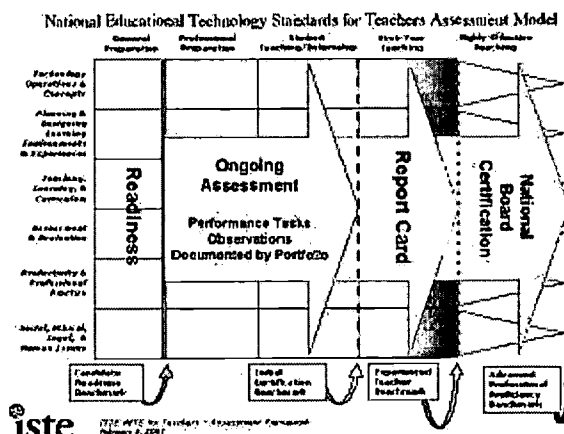 National Educational Technology Standards for Teachers Assessment Model
General
Preparation
Professional
Preparation
Student
Teaching/Internship
First-Year
Teaching
Technology
Operations &
Concepts
Planning &
Designing
Learning
Environments
& Experiences
Teaching,
Learning, &
Curriculum
Assessment
& Evaluation
Productivity &
Professional
Practice
Social, Ethical,
Legal, &
Human Issues
Readiness
Ongoing
Assessment
Performance Tasks
Observations
Documented by Portfolio
Report Card
National
Board
Certification
Candidate
Readiness
Benchmark
Initial
Certification
Benchmark
Experienced
Teacher
Benchmark
Advanced
Professional
Proficiency
Benchmark
iste
for Teachers - Assessment